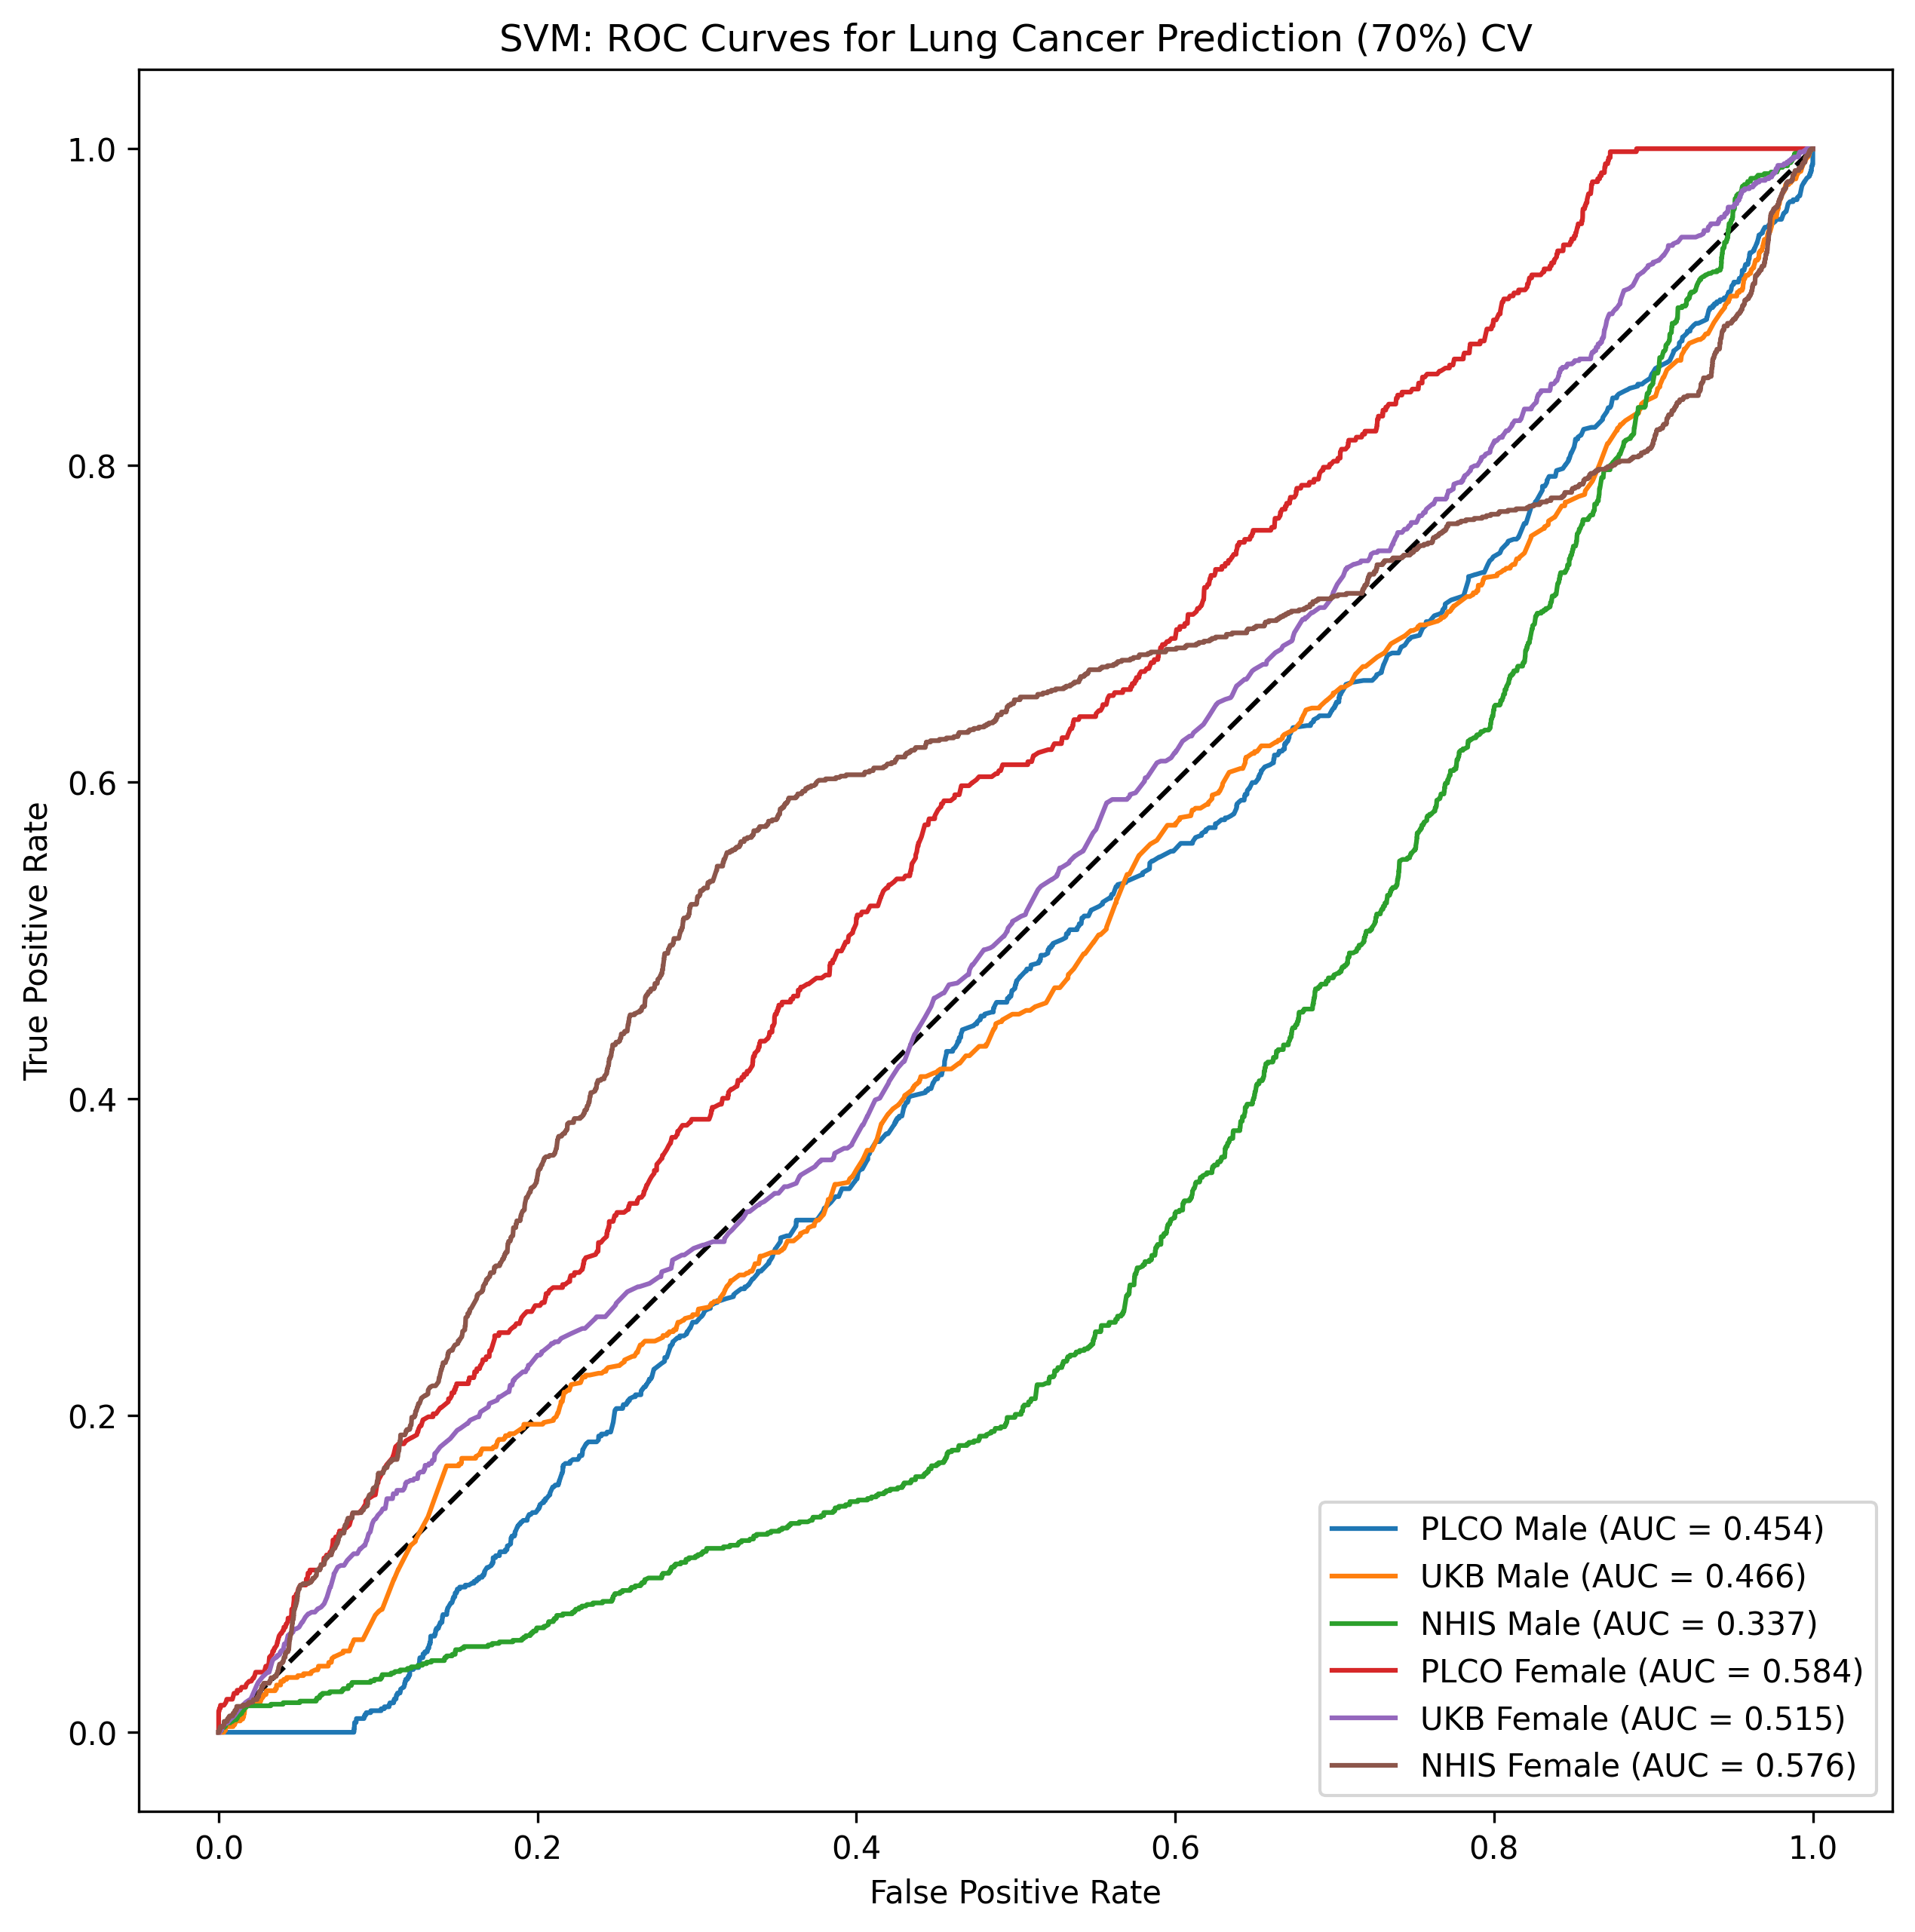 SVM: ROC Curves for Lung Cancer Prediction (70%) CV
True Positive Rate
1.0
0.8
0.6
0.4
0.2
0.0
0.0 0.2 0.4 0.6 0.8 1.0
False Positive Rate
PLCO Male (AUC = 0.454)
UKB Male (AUC = 0.466)
NHIS Male (AUC = 0.337)
PLCO Female (AUC = 0.584)
UKB Female (AUC = 0.515)
NHIS Female (AUC = 0.576)